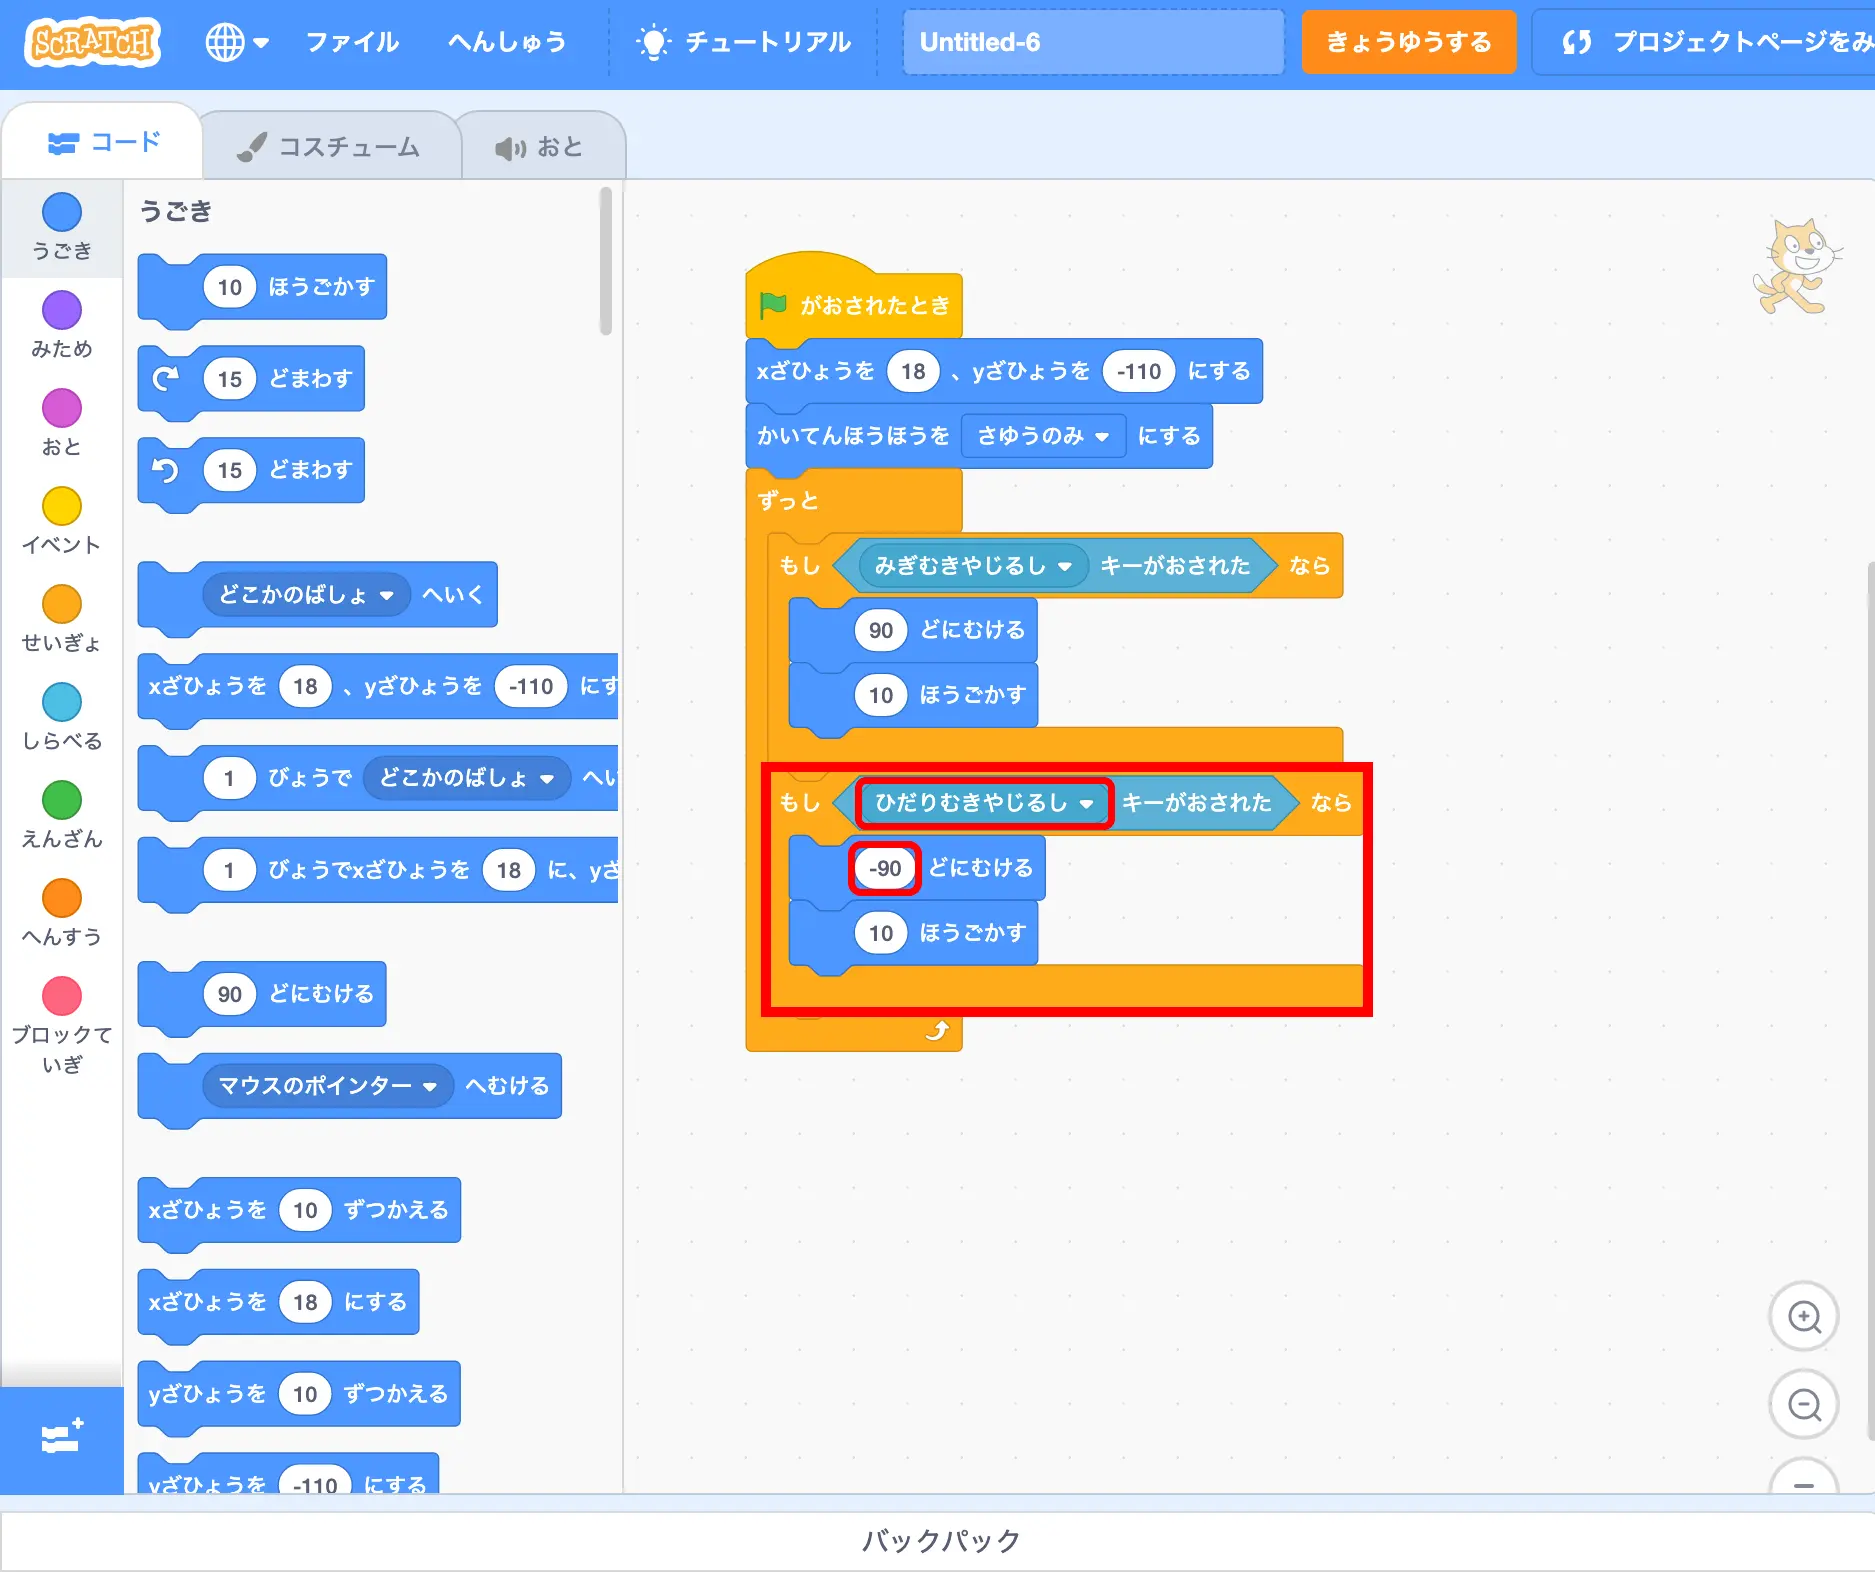 SCRATCH
ファイル
へんしゅう
チュートリアル
Untitled-6
きょうゆうする
プロジェクトページをみ
コード
コスチューム
おと
うごき
みため
おと
イベント
せいぎょ
しらべる
えんざん
へんすう
ブロックて
いぎ
うごき
10 ほうごかす
15 どまわす
15 どまわす
どこかのばしょ へいく
xざひょうを 18 、yざひょうを -110 にす
1 びょうで どこかのばしょ へい
1 びょうでxざひょうを 18 に、yざ
90 どにむける
マウスのポインター へむける
xざひょうを 10 ずつかえる
xざひょうを 18 にする
yざひょうを 10 ずつかえる
yざひょうを -110 にする
がおされたとき
xざひょうを 18 、yざひょうを -110 にする
かいてんほうほうを さゆうのみ にする
ずっと
もし みぎむきやじるし キーがおされた なら
90 どにむける
10 ほうごかす
もし ひだりむきやじるし キーがおされた なら
-90 どにむける
10 ほうごかす
バックパック